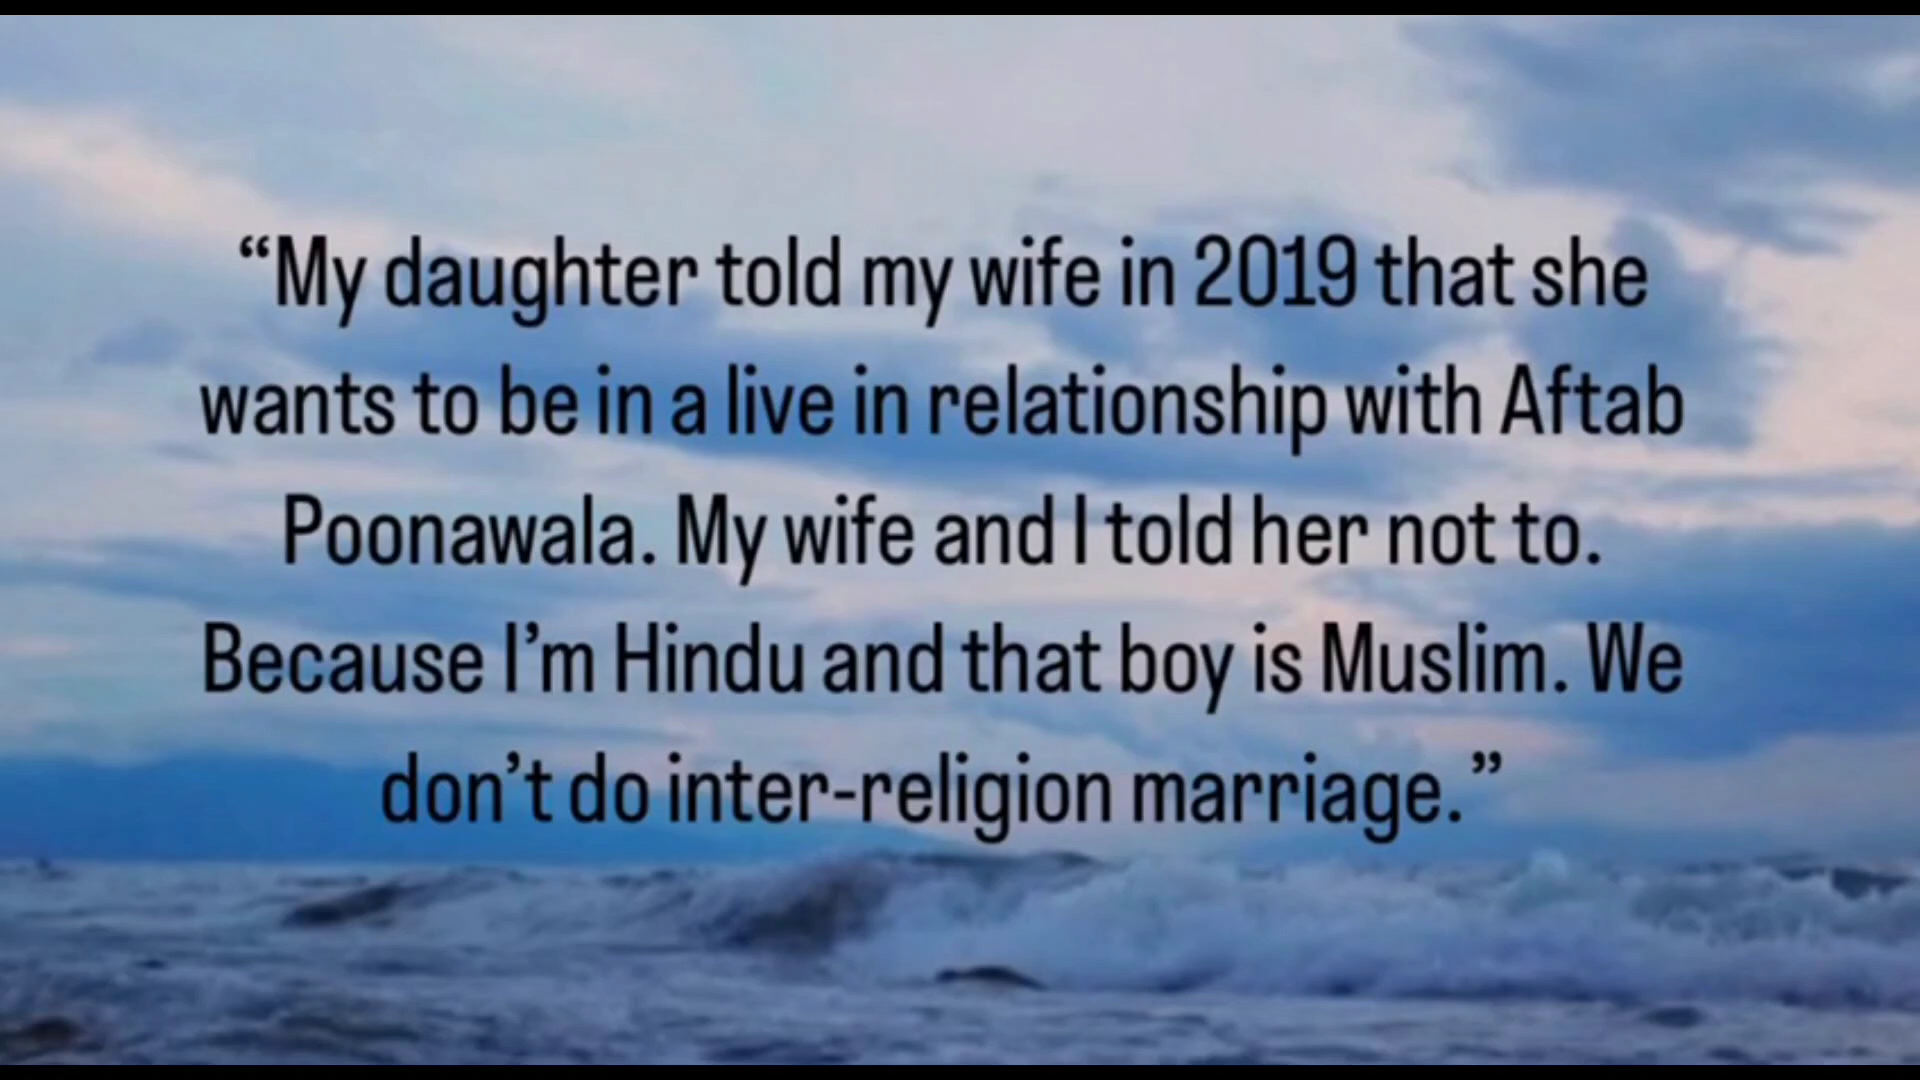 “My daughter told my wife in 2019 that she
wants to be in a live in relationship with Aftab
Poonawala. My wife and I told her not to.
Because I’m Hindu and that boy is Muslim. We
don’t do inter-religion marriage.”